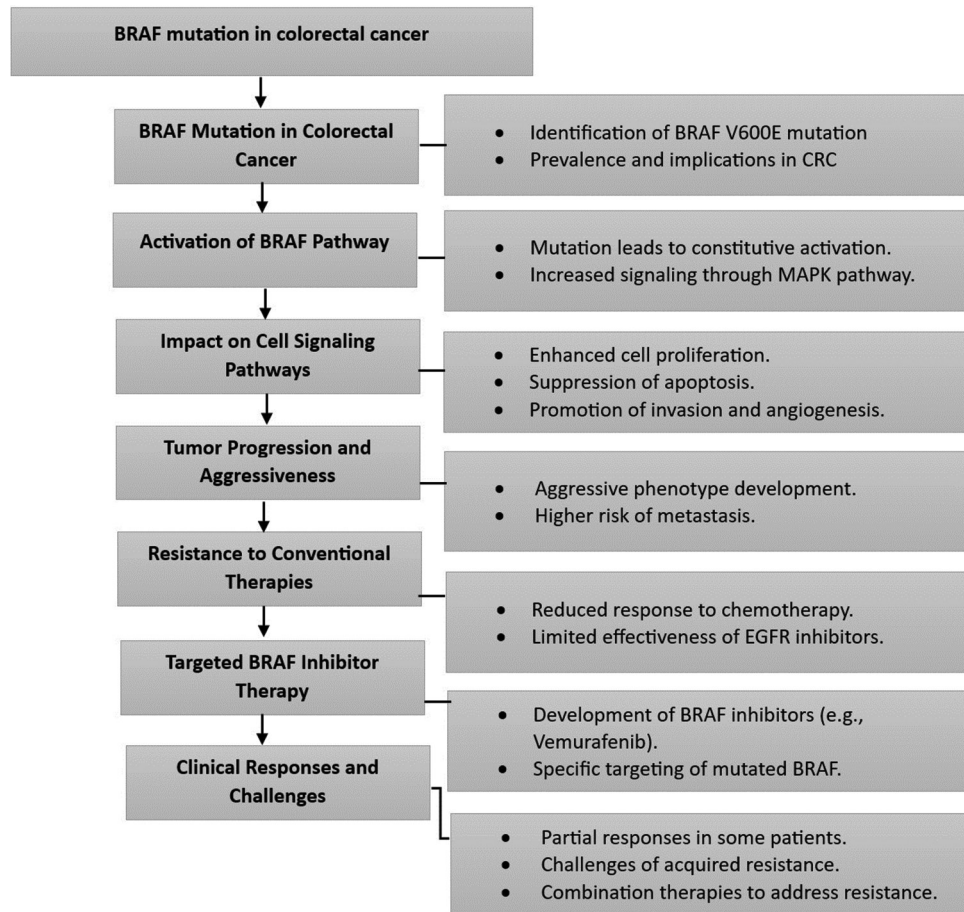 BRAF mutation in colorectal cancer
BRAF Mutation in Colorectal
Cancer
• Identification of BRAF V600E mutation
• Prevalence and implications in CRC
Activation of BRAF Pathway
• Mutation leads to constitutive activation.
• Increased signaling through MAPK pathway.
Impact on Cell Signaling
Pathways
• Enhanced cell proliferation.
• Suppression of apoptosis.
• Promotion of invasion and angiogenesis.
Tumor Progression and
Aggressiveness
• Aggressive phenotype development.
• Higher risk of metastasis.
Resistance to Conventional
Therapies
• Reduced response to chemotherapy.
• Limited effectiveness of EGFR inhibitors.
Targeted BRAF Inhibitor
Therapy
• Development of BRAF inhibitors (e.g.,
Vemurafenib).
• Specific targeting of mutated BRAF.
Clinical Responses and
Challenges
• Partial responses in some patients.
• Challenges of acquired resistance.
• Combination therapies to address resistance.